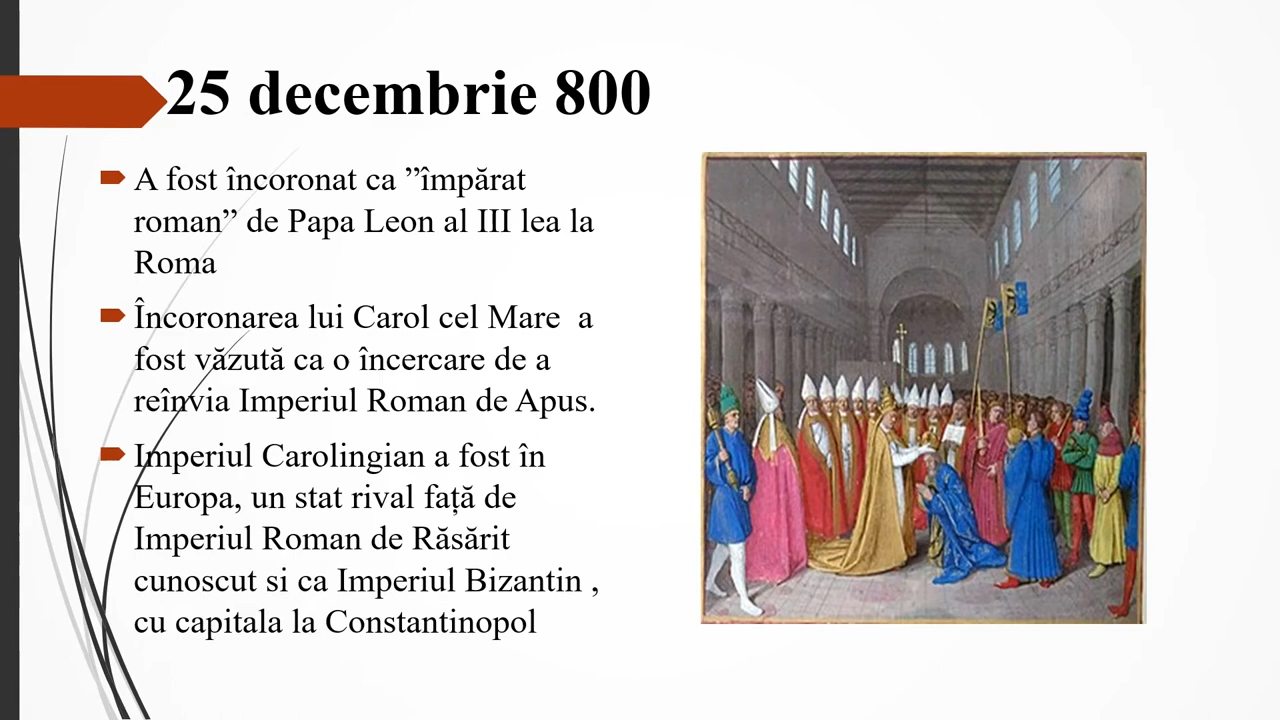 25 decembrie 800
A fost încoronat ca ”împărat
roman” de Papa Leon al III lea la
Roma
Încoronarea lui Carol cel Mare  a
fost văzută ca o încercare de a
reînvia Imperiul Roman de Apus.
Imperiul Carolingian a fost în
Europa, un stat rival față de
Imperiul Roman de Răsărit
cunoscut si ca Imperiul Bizantin ,
cu capitala la Constantinopol